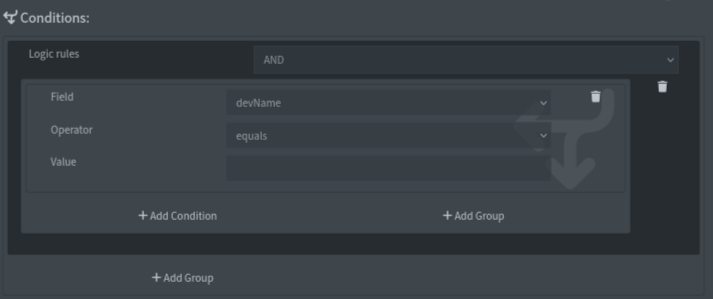 Conditions:
Logic rules
AND
Field
devName
Operator
equals
Value
+ Add Condition
+ Add Group
+ Add Group